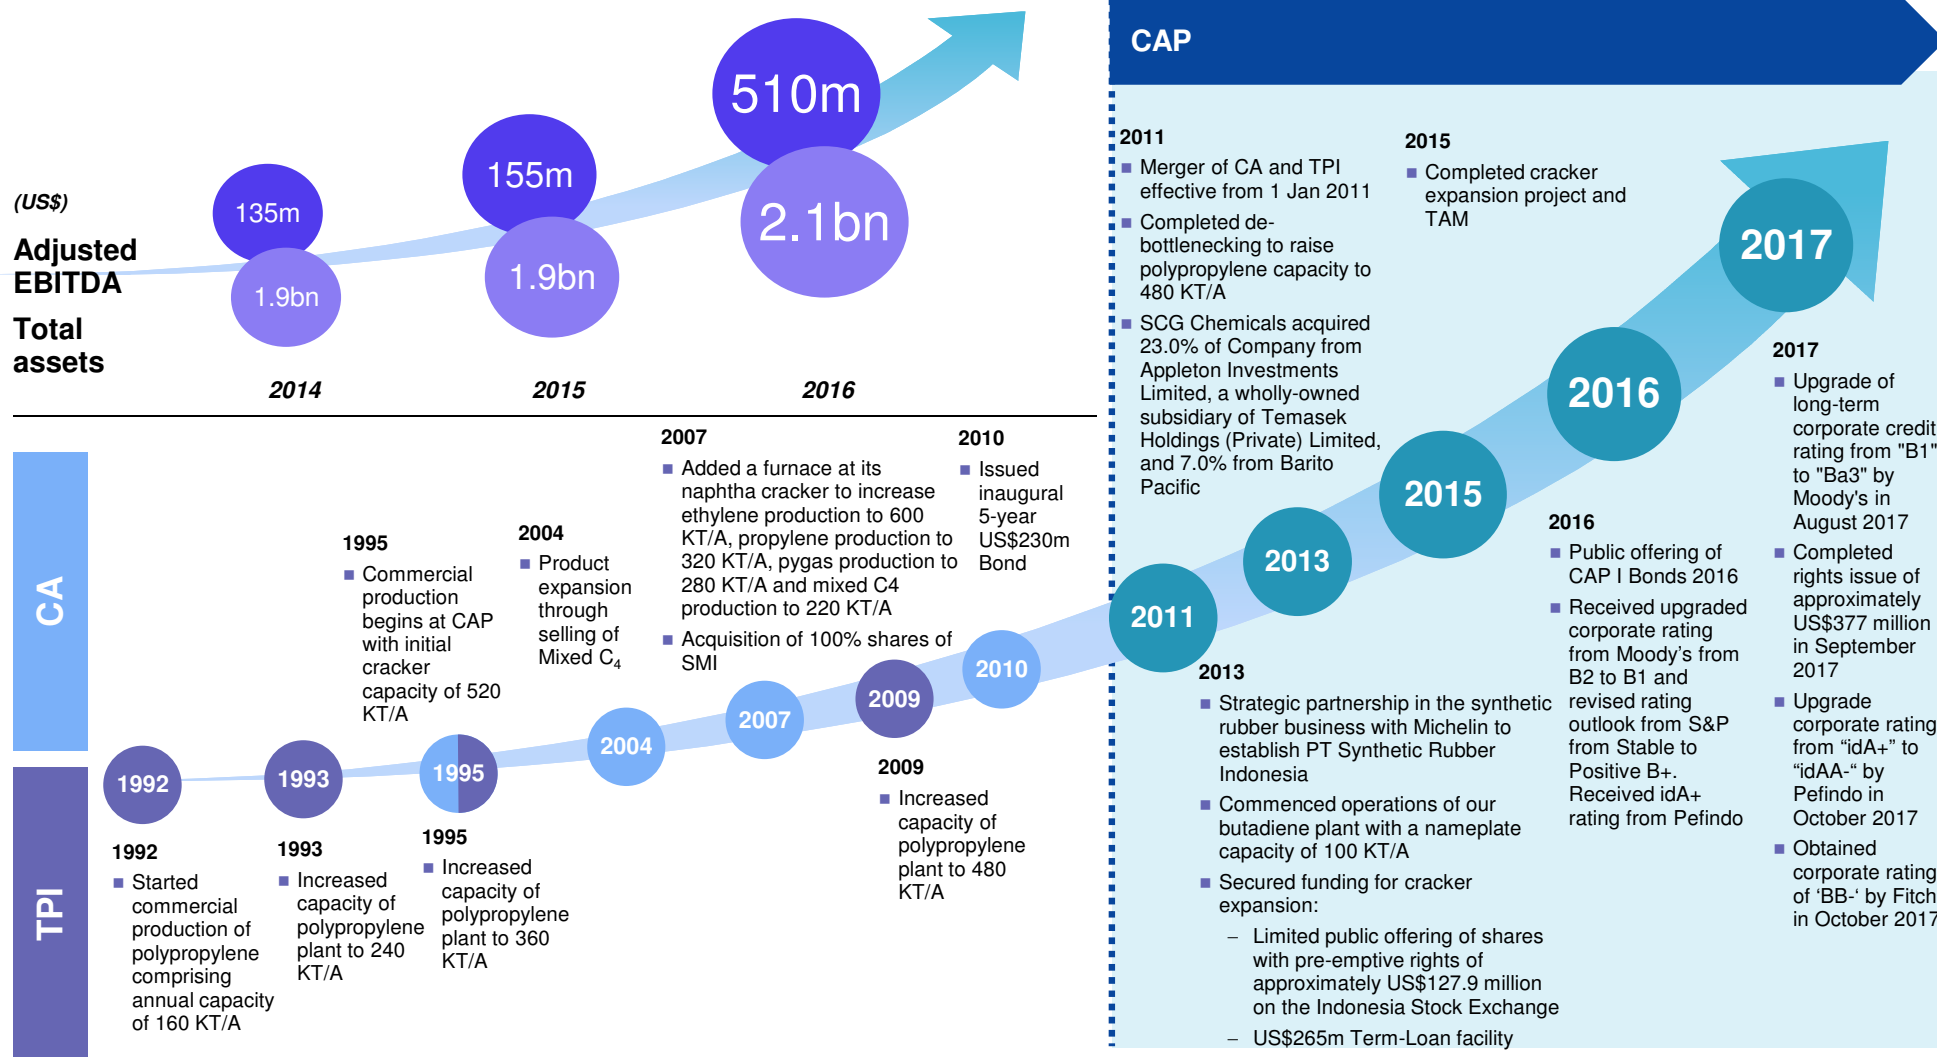 (US$)
Adjusted
EBITDA
Total
assets
135m
155m
510m
1.9bn
1.9bn
2.1bn
2014
2015
2016
CA
TPI
1995
■ Commercial
production
begins at CAP
with initial
cracker
capacity of 520
KT/A
2004
■ Product
expansion
through
selling of
Mixed C₄
2007
■ Added a furnace at its
naphtha cracker to increase
ethylene production to 600
KT/A, propylene production to
320 KT/A, pygas production to
280 KT/A and mixed C4
production to 220 KT/A
■ Acquisition of 100% shares of
SMI
2010
■ Issued
inaugural
5-year
US$230m
Bond
1992
1993
1995
2004
2007
2009
2010
1992
■ Started
commercial
production of
polypropylene
comprising
annual capacity
of 160 KT/A
1993
■ Increased
capacity of
polypropylene
plant to 240
KT/A
1995
■ Increased
capacity of
polypropylene
plant to 360
KT/A
2009
■ Increased
capacity of
polypropylene
plant to 480
KT/A
CAP
2011
■ Merger of CA and TPI
effective from 1 Jan 2011
■ Completed de-
bottlenecking to raise
polypropylene capacity to
480 KT/A
■ SCG Chemicals acquired
23.0% of Company from
Appleton Investments
Limited, a wholly-owned
subsidiary of Temasek
Holdings (Private) Limited,
and 7.0% from Barito
Pacific
2015
■ Completed cracker
expansion project and
TAM
2011
2013
2015
2016
2017
2013
■ Strategic partnership in the synthetic
rubber business with Michelin to
establish PT Synthetic Rubber
Indonesia
■ Commenced operations of our
butadiene plant with a nameplate
capacity of 100 KT/A
■ Secured funding for cracker
expansion:
– Limited public offering of shares
with pre-emptive rights of
approximately US$127.9 million
on the Indonesia Stock Exchange
– US$265m Term-Loan facility
2016
■ Public offering of
CAP I Bonds 2016
■ Received upgraded
corporate rating
from Moody’s from
B2 to B1 and
revised rating
outlook from S&P
from Stable to
Positive B+.
Received idA+
rating from Pefindo
2017
■ Upgrade of
long-term
corporate credit
rating from "B1"
to "Ba3" by
Moody's in
August 2017
■ Completed
rights issue of
approximately
US$377 million
in September
2017
■ Upgrade
corporate rating
from “idA+” to
“idAA-“ by
Pefindo in
October 2017
■ Obtained
corporate rating
of ‘BB-‘ by Fitch
in October 2017